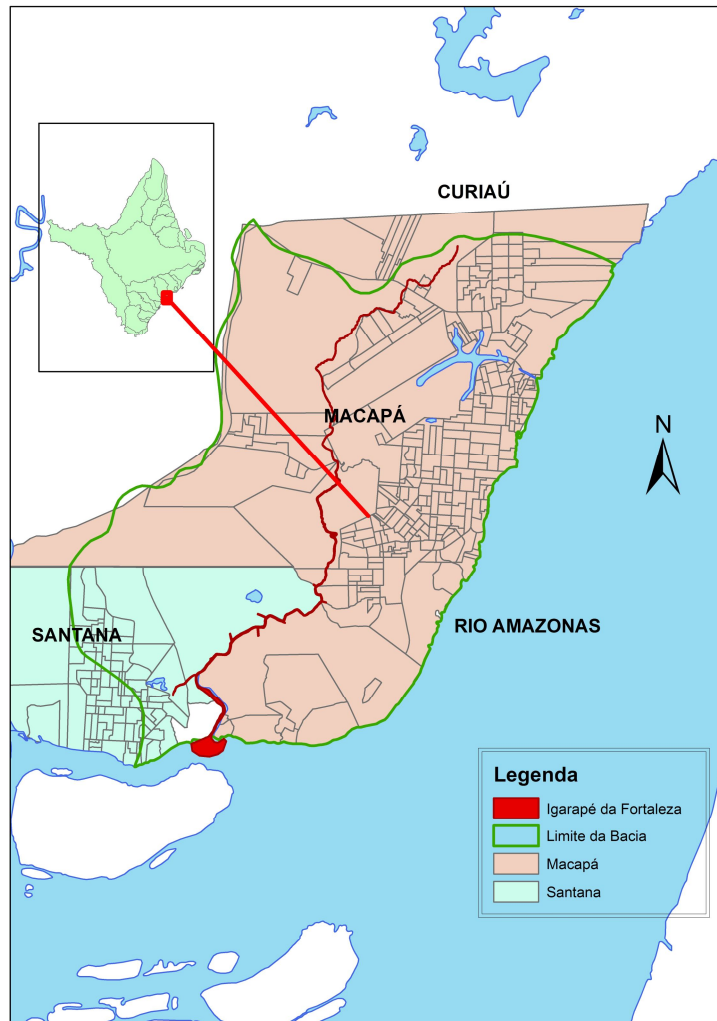 CURIAÚ
MACAPÁ
N
SANTANA
RIO AMAZONAS
Legenda
Igarapé da Fortaleza
Limite da Bacia
Macapá
Santana